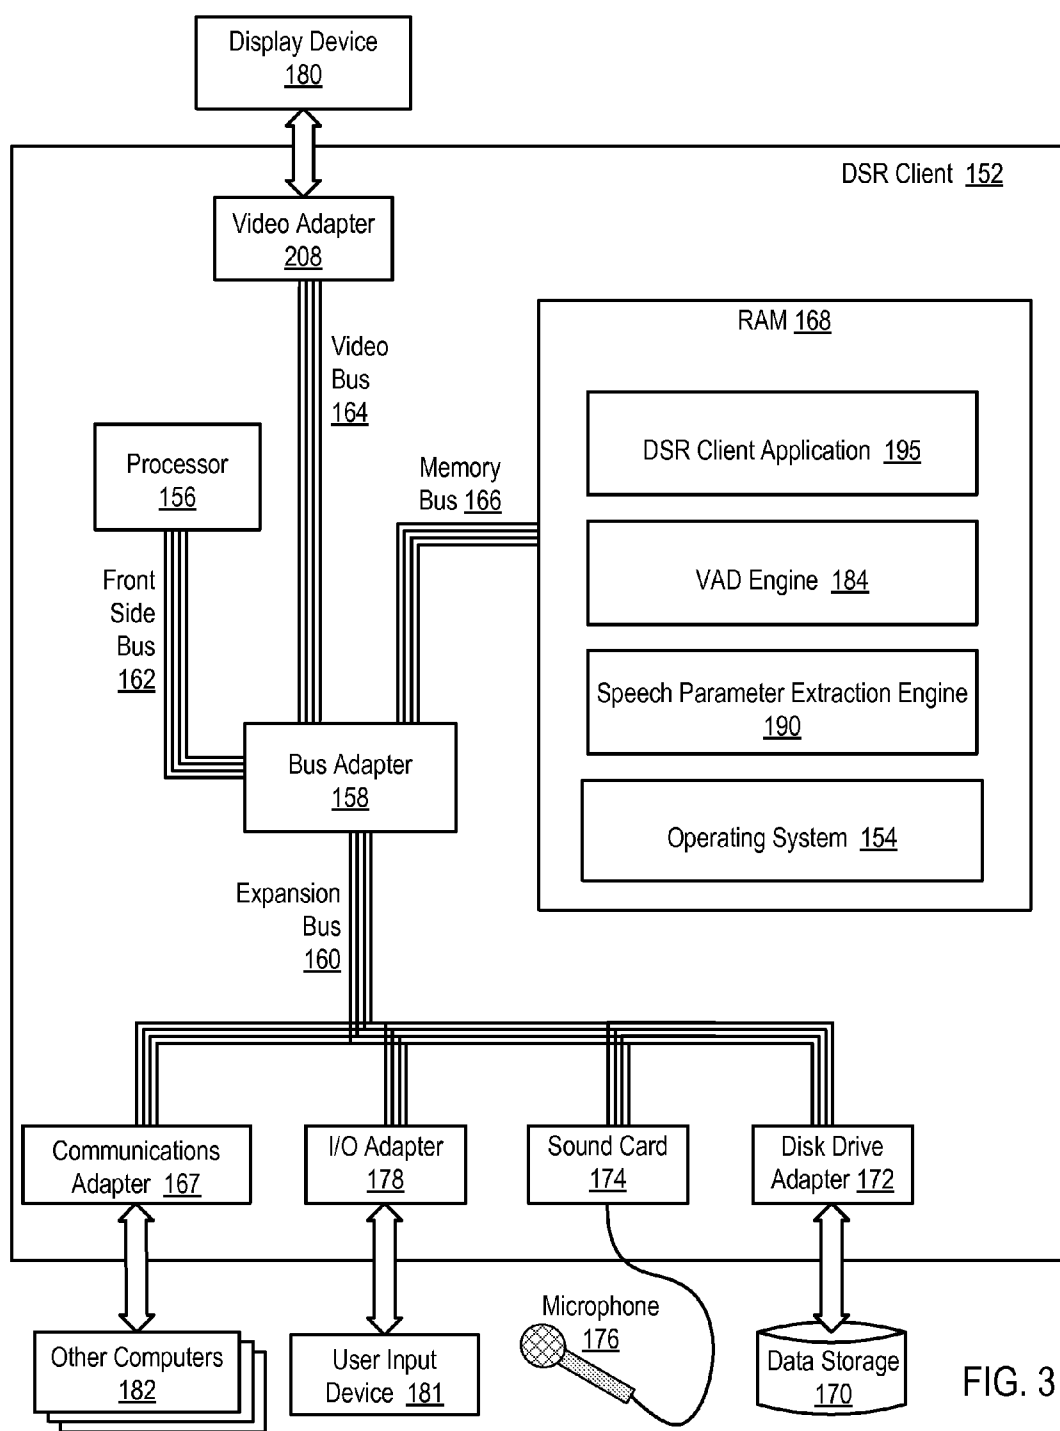 Display Device
180
DSR Client 152
Video Adapter
208
RAM 168
Video
Bus
164
DSR Client Application 195
Processor
156
Memory
Bus 166
VAD Engine 184
Front
Side
Bus
162
Speech Parameter Extraction Engine
190
Bus Adapter
158
Operating System 154
Expansion
Bus
160
Communications
Adapter 167
I/O Adapter
178
Sound Card
174
Disk Drive
Adapter 172
Other Computers
182
User Input
Device 181
Microphone
176
Data Storage
170
FIG. 3